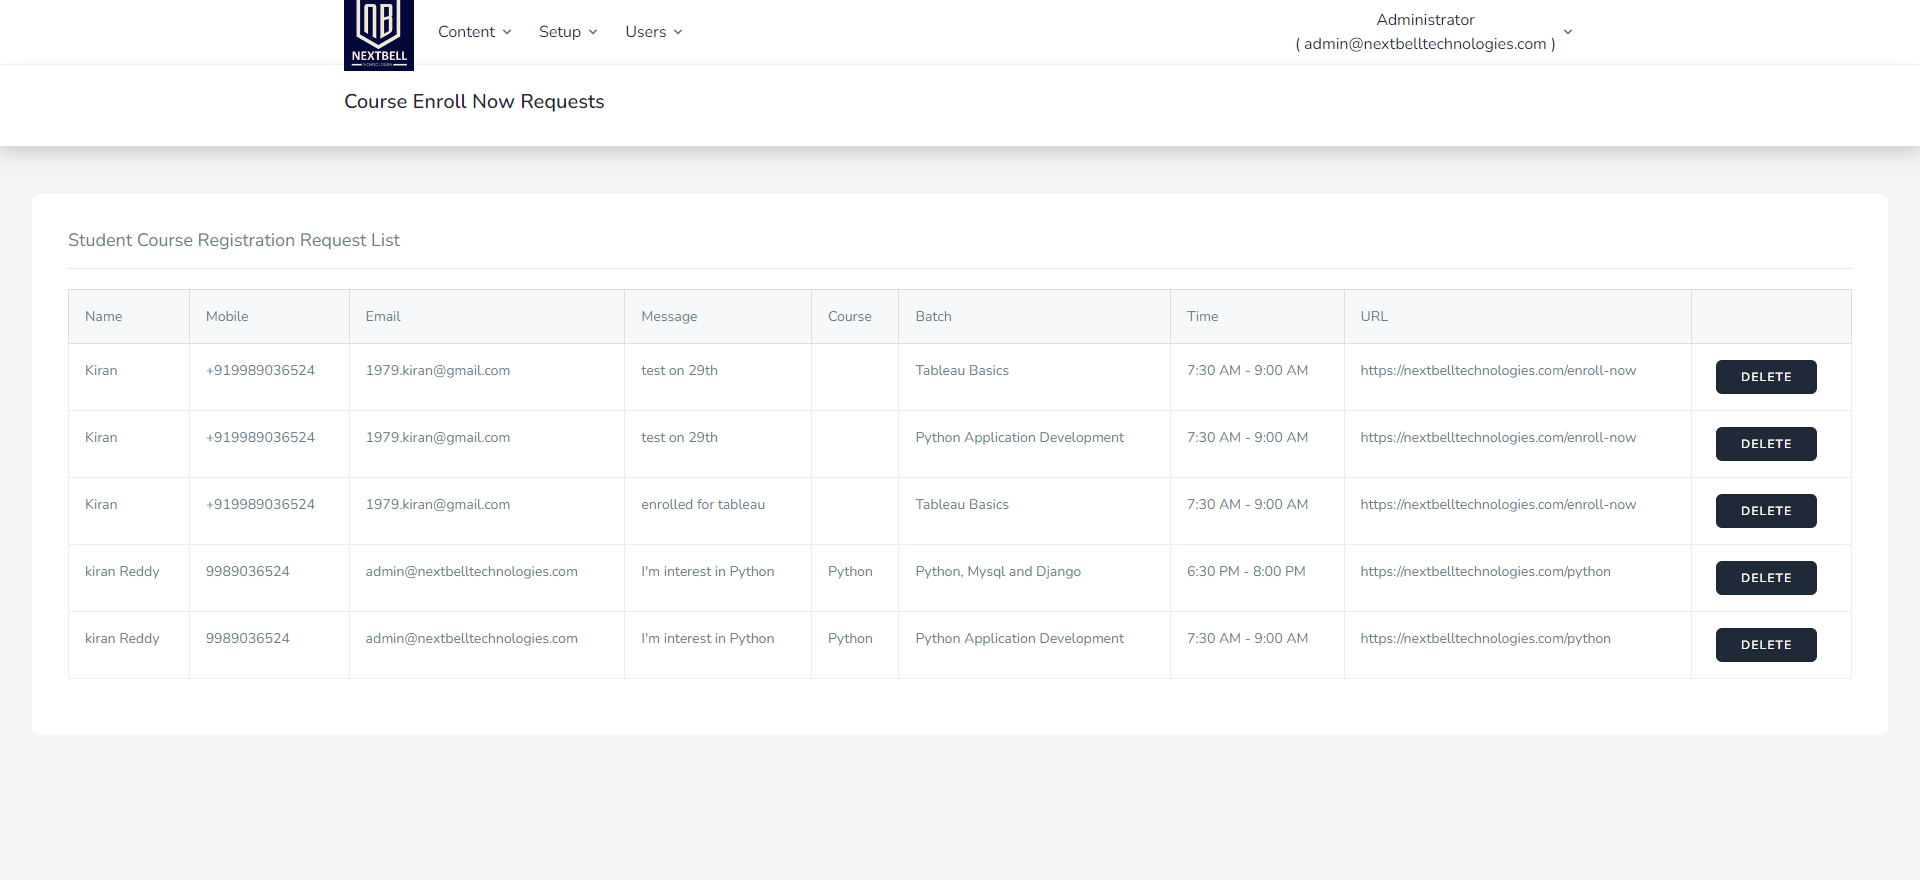 NEXTBELL
Content Setup Users
Administrator
( admin@nextbelltechnologies.com )
Course Enroll Now Requests
Student Course Registration Request List
Name Mobile Email Message Course Batch Time URL
Kiran +919989036524 1979.kiran@gmail.com test on 29th Tableau Basics 7:30 AM - 9:00 AM https://nextbelltechnologies.com/enroll-now DELETE
Kiran +919989036524 1979.kiran@gmail.com test on 29th Python Application Development 7:30 AM - 9:00 AM https://nextbelltechnologies.com/enroll-now DELETE
Kiran +919989036524 1979.kiran@gmail.com enrolled for tableau Tableau Basics 7:30 AM - 9:00 AM https://nextbelltechnologies.com/enroll-now DELETE
kiran Reddy 9989036524 admin@nextbelltechnologies.com I'm interest in Python Python Python, Mysql and Django 6:30 PM - 8:00 PM https://nextbelltechnologies.com/python DELETE
kiran Reddy 9989036524 admin@nextbelltechnologies.com I'm interest in Python Python Python Application Development 7:30 AM - 9:00 AM https://nextbelltechnologies.com/python DELETE